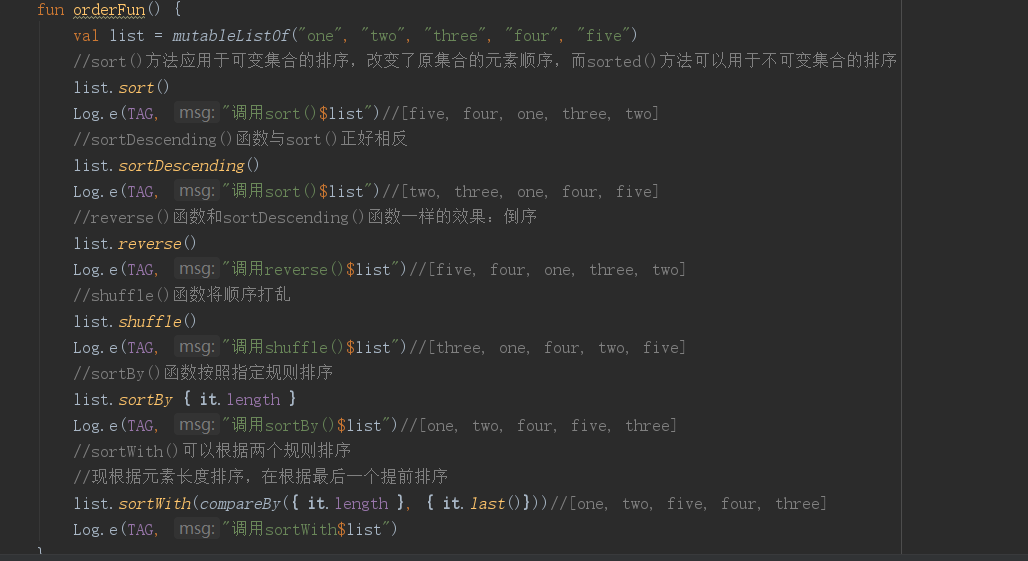 fun orderFun() {
val list = mutableListOf("one", "two", "three", "four", "five")
//sort()方法应用于可变集合的排序，改变了原集合的元素顺序，而sorted()方法可以用于不可变集合的排序
list.sort()
Log.e(TAG, msg: "调用sort()$list")//[five, four, one, three, two]
//sortDescending()函数与sort()正好相反
list.sortDescending()
Log.e(TAG, msg: "调用sort()$list")//[two, three, one, four, five]
//reverse()函数和sortDescending()函数一样的效果：倒序
list.reverse()
Log.e(TAG, msg: "调用reverse()$list")//[five, four, one, three, two]
//shuffle()函数将顺序打乱
list.shuffle()
Log.e(TAG, msg: "调用shuffle()$list")//[three, one, four, two, five]
//sortBy()函数按照指定规则排序
list.sortBy { it.length }
Log.e(TAG, msg: "调用sortBy()$list")//[one, two, four, five, three]
//sortWith()可以根据两个规则排序
//现根据元素长度排序，在根据最后一个提前排序
list.sortWith(compareBy({ it.length }, { it.last()}))//[one, two, five, four, three]
Log.e(TAG, msg: "调用sortWith$list")
}